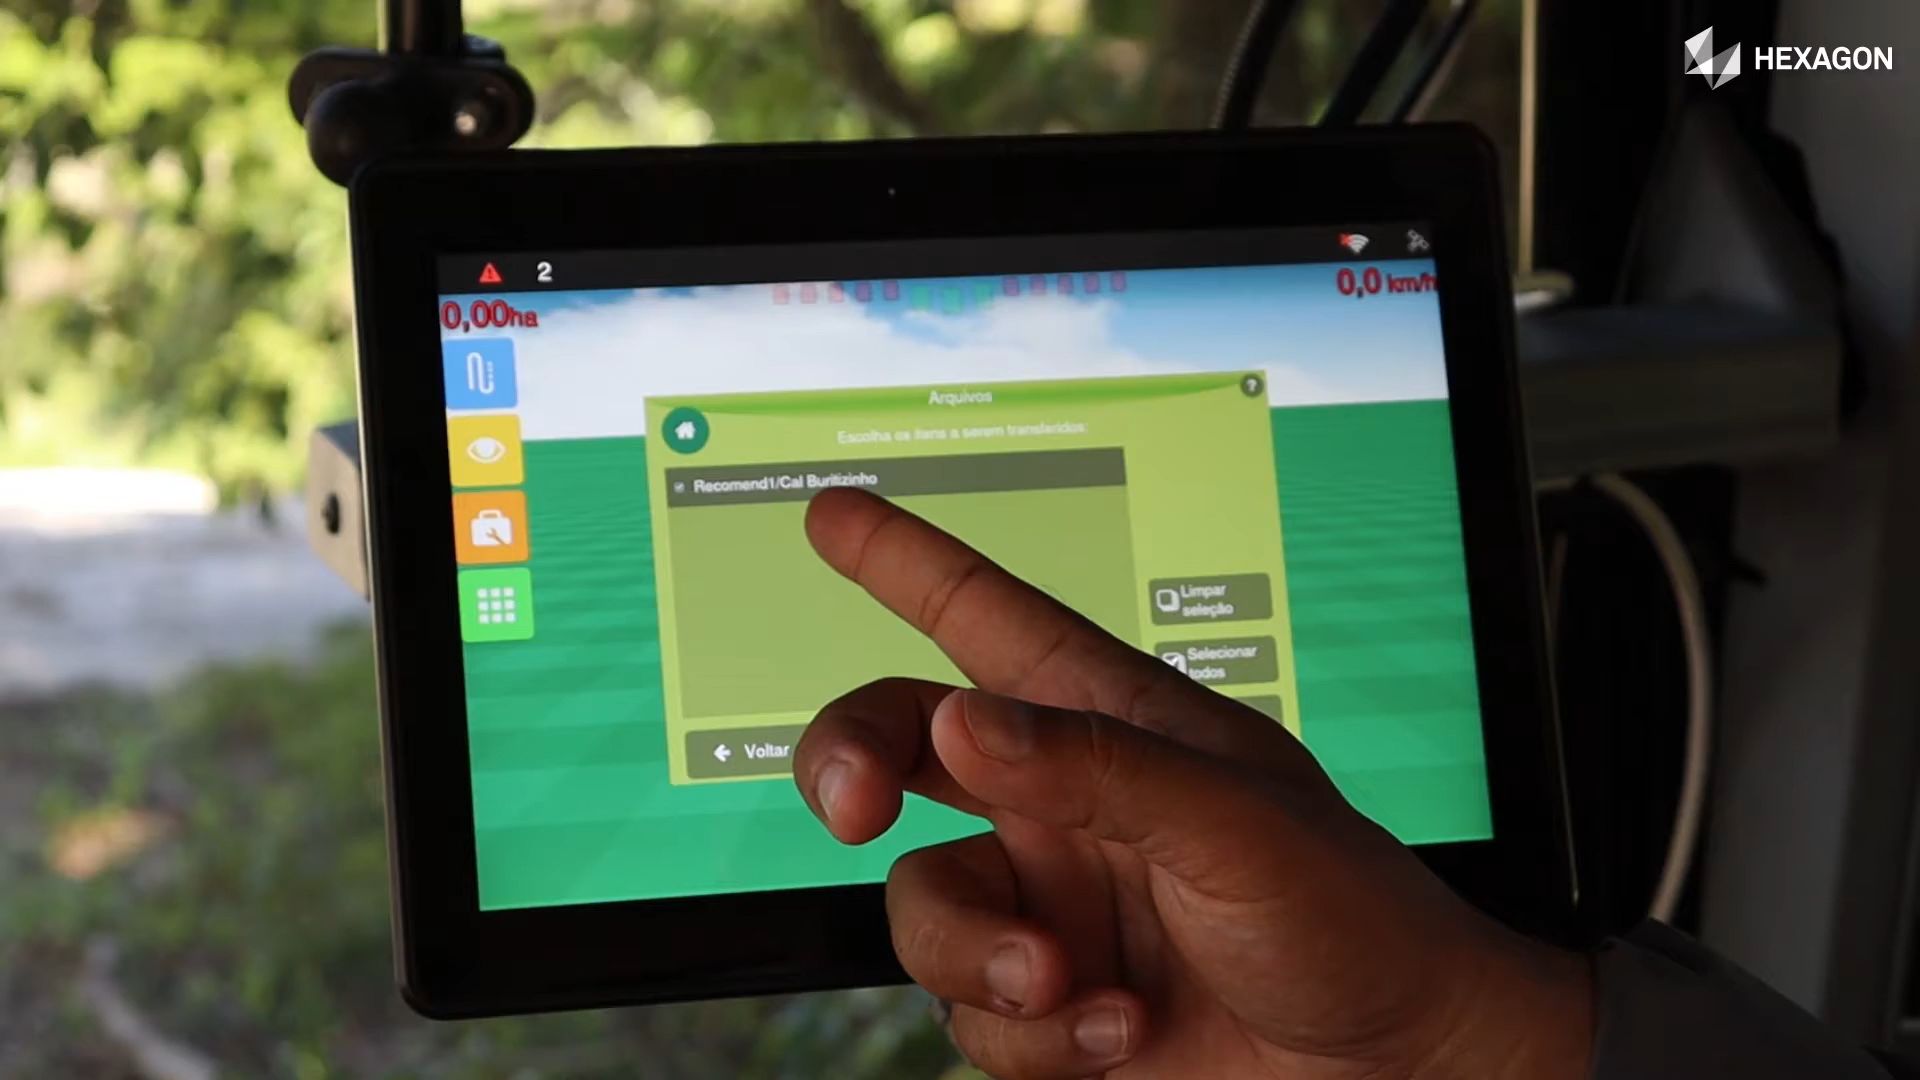 HEXAGON
2
0,00ha
0,0 km/h
Arquivos
?
Escolha os itens a serem transferidos:
Recomend1/Cal Buritizinho
Limpar
seleção
Selecionar
todos
Voltar